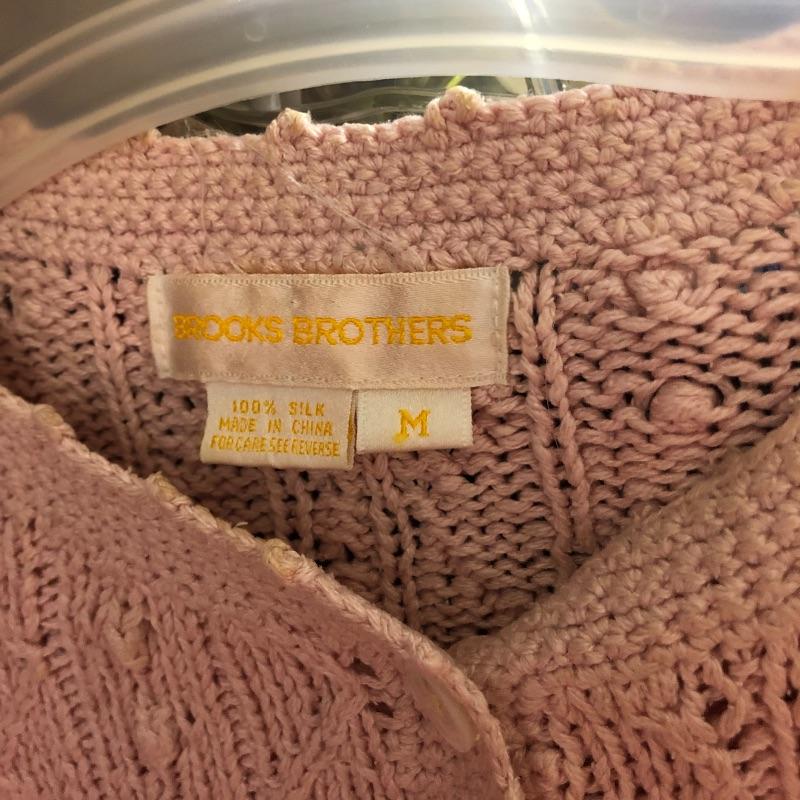 BROOKS BROTHERS
100% SILK
MADE IN CHINA
FOR CARE SEE REVERSE
M